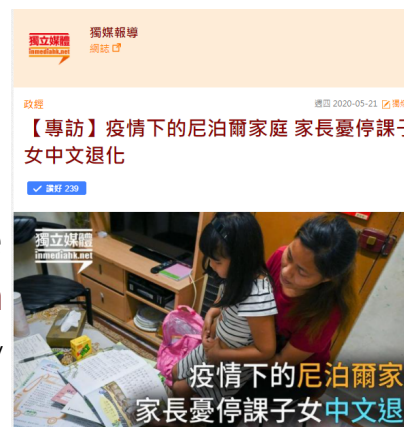 獨立媒體
inmediahk.net
獨媒報導
網誌
政經
週四 2020-05-21
【專訪】疫情下的尼泊爾家庭 家長憂停課子
女中文退化
讚好 239
獨立媒體
inmediahk.net
疫情下的尼泊爾家
家長憂停課子女中文退